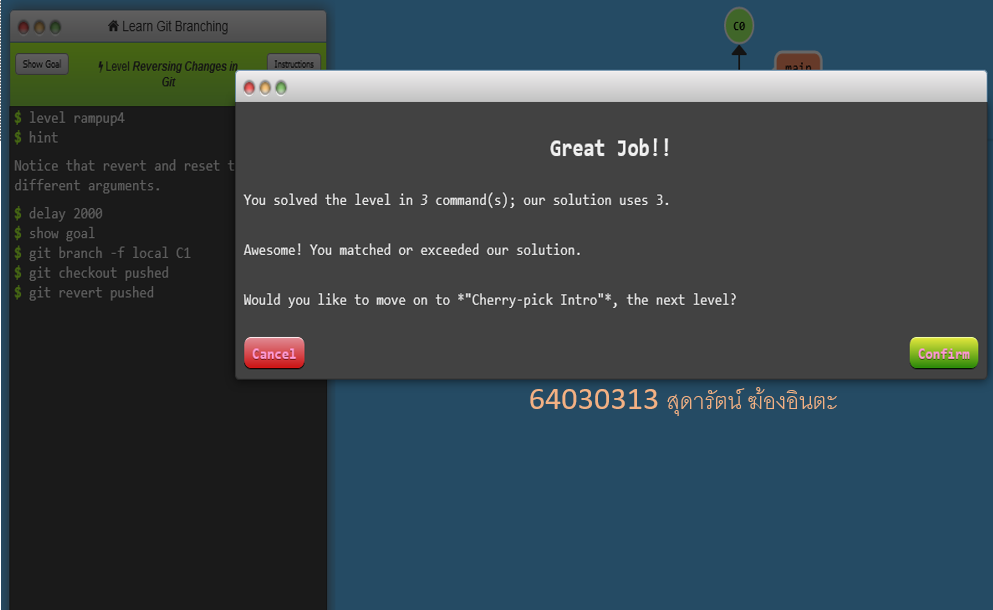 Learn Git Branching
Show Goal
Level Reversing Changes in
Git
Instructions
$ level rampup4
$ hint
Notice that revert and reset t
different arguments.
$ delay 2000
$ show goal
$ git branch -f local C1
$ git checkout pushed
$ git revert pushed
C0
main
Great Job!!
You solved the level in 3 command(s); our solution uses 3.
Awesome! You matched or exceeded our solution.
Would you like to move on to *"Cherry-pick Intro"*, the next level?
Cancel
Confirm
64030313 สุดารัตน์ ฆ้องอินตะ